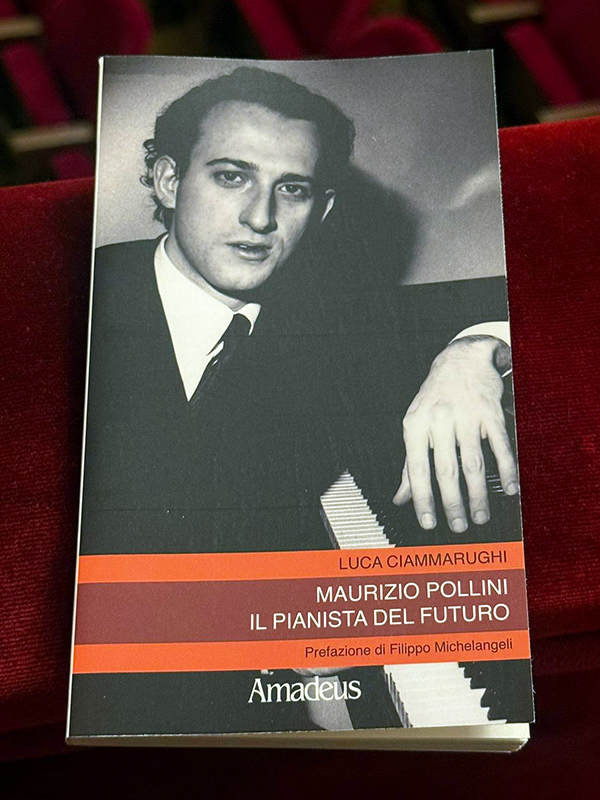 LUCA CIAMMARUGHI
MAURIZIO POLLINI
IL PIANISTA DEL FUTURO
Prefazione di Filippo Michelangeli
Amadeus